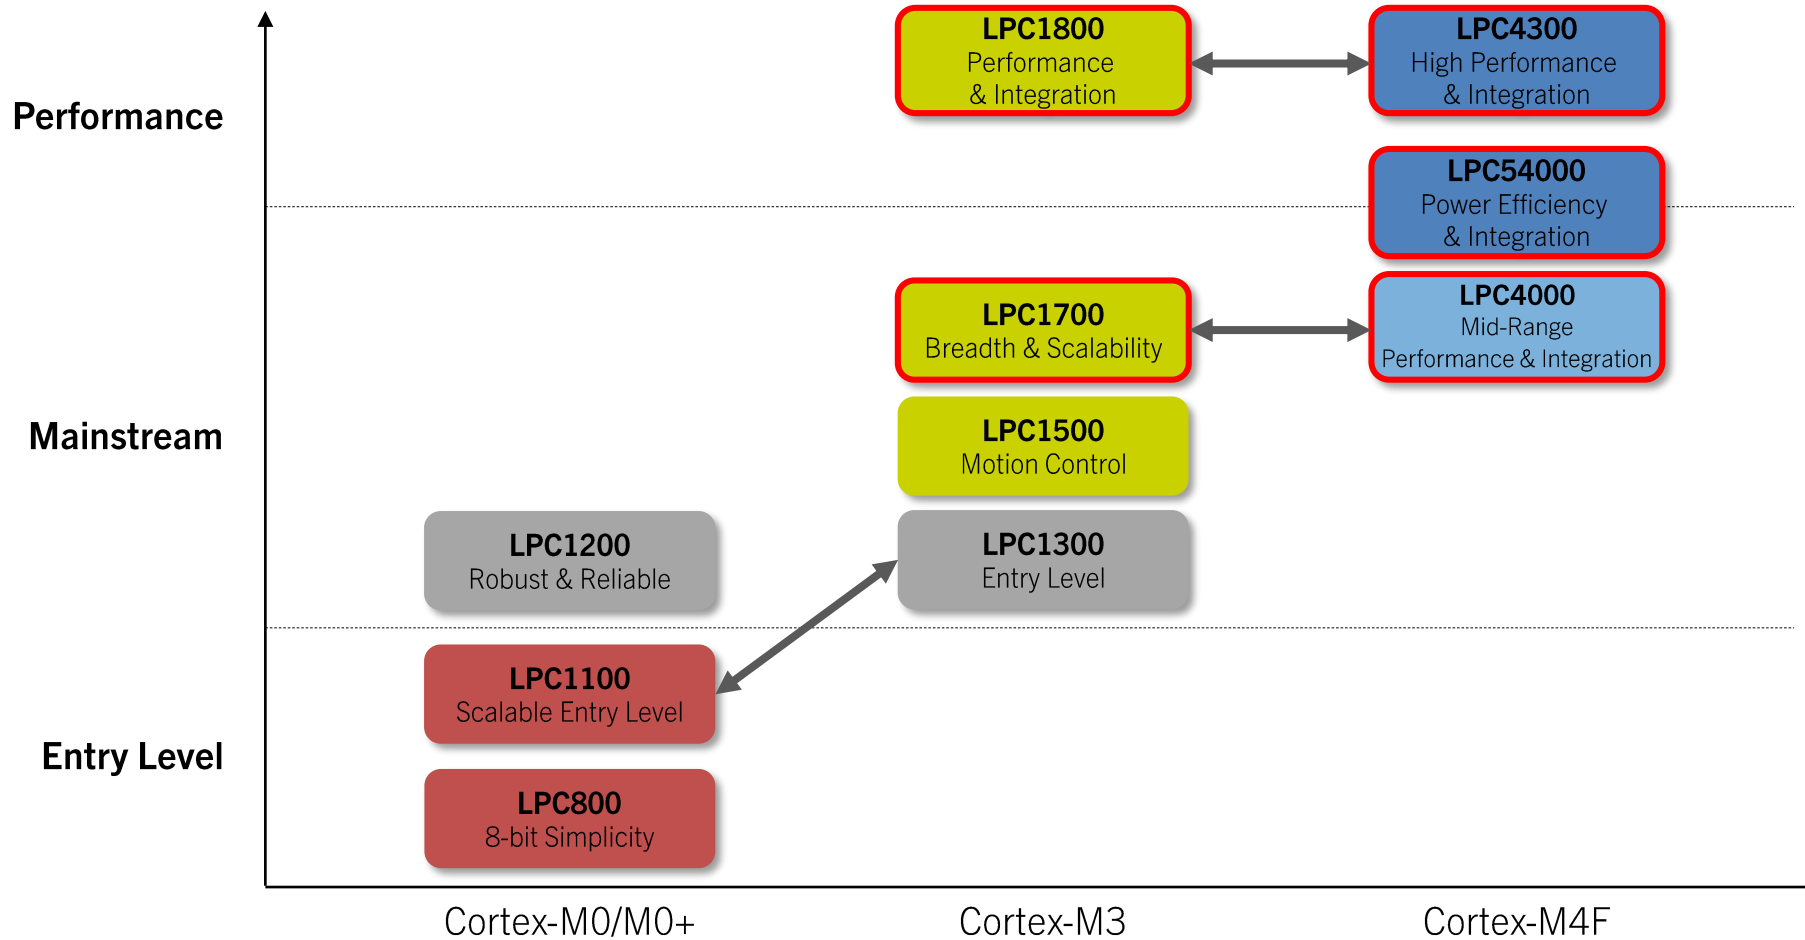 Performance
Mainstream
Entry Level
LPC1800
Performance
& Integration
LPC4300
High Performance
& Integration
LPC54000
Power Efficiency
& Integration
LPC1700
Breadth & Scalability
LPC4000
Mid-Range
Performance & Integration
LPC1500
Motion Control
LPC1200
Robust & Reliable
LPC1300
Entry Level
LPC1100
Scalable Entry Level
LPC800
8-bit Simplicity
Cortex-M0/M0+
Cortex-M3
Cortex-M4F